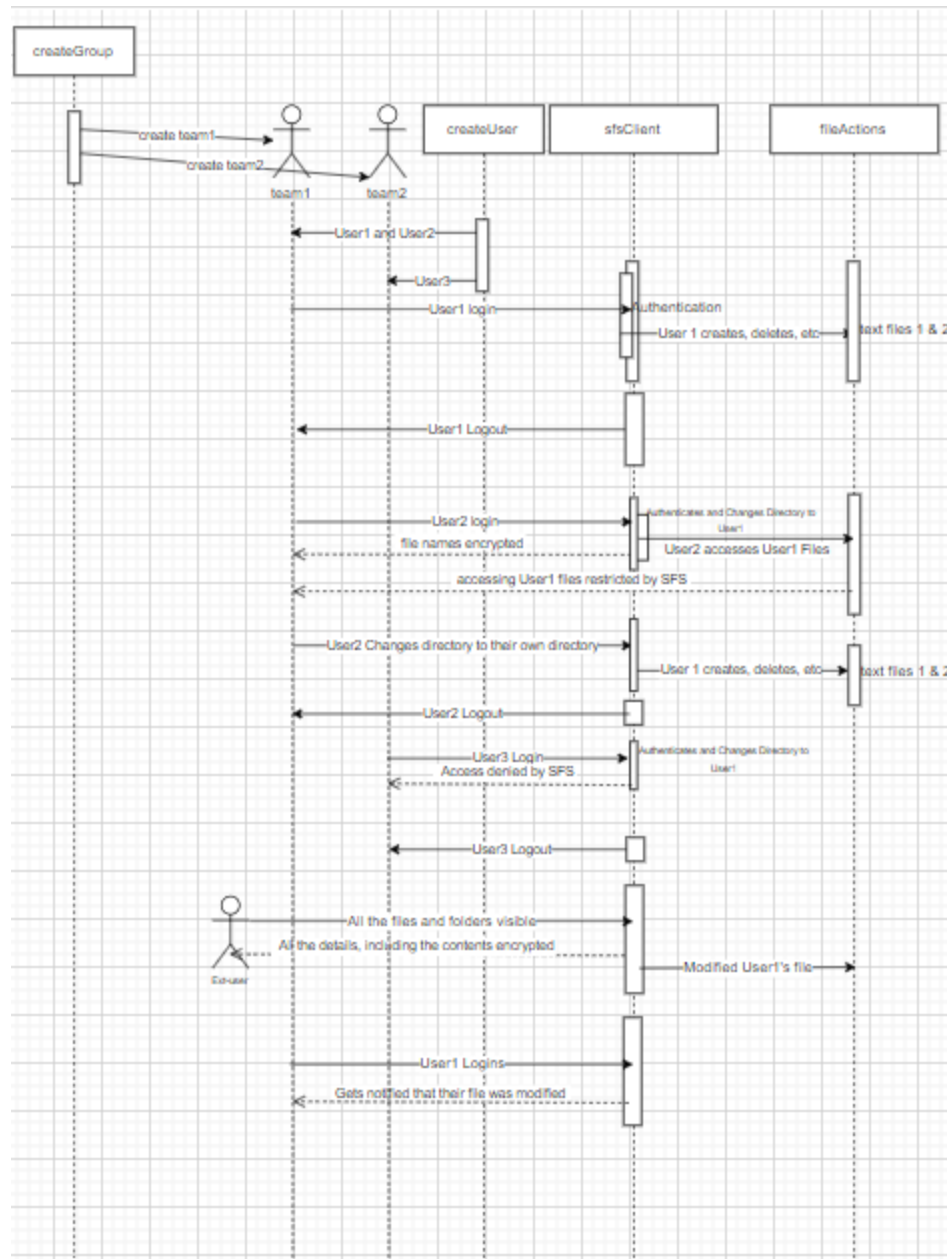 createGroup
createUser
sfsClient
fileActions
create team1
create team2
team1
team2
User1 and User2
User3
User1 login
Authentication
User 1 creates, deletes, etc
text files 1 & 2
User1 Logout
Authenticates and Changes Directory to
User1
User2 login
file names encrypted
User2 accesses User1 Files
accessing User1 files restricted by SFS
User2 Changes directory to their own directory
User 1 creates, deletes, etc
text files 1 & 2
User2 Logout
Authenticates and Changes Directory to
User1
User3 Login
Access denied by SFS
User3 Logout
All the files and folders visible
All the details, including the contents encrypted
Ext-user
Modified User1's file
User1 Logins
Gets notified that their file was modified